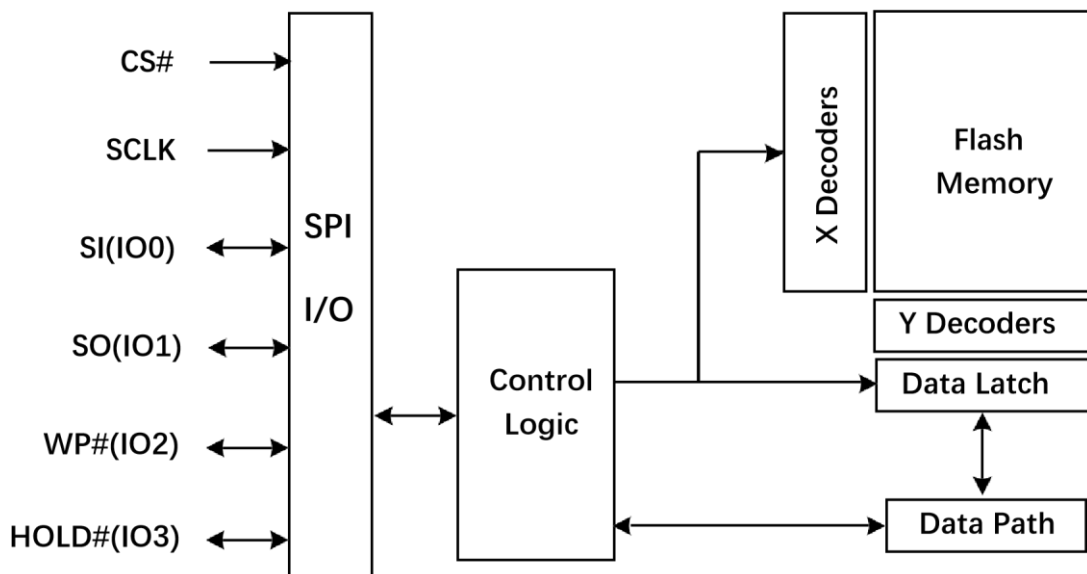 CS#
SCLK
SI(IO0)
SO(IO1)
WP#(IO2)
HOLD#(IO3)
SPI
I/O
Control
Logic
X Decoders
Flash
Memory
Y Decoders
Data Latch
Data Path